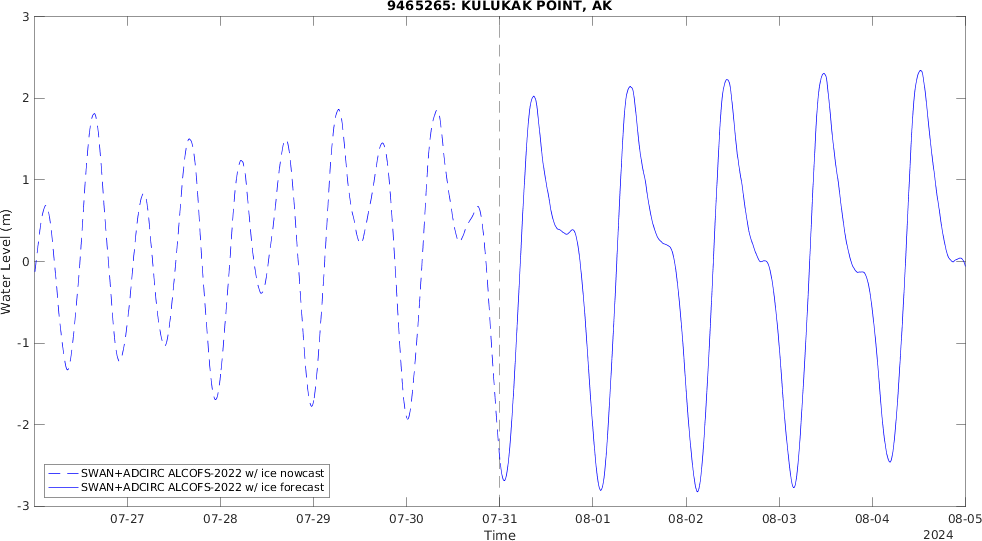 9465265: KULUKAK POINT, AK
3
2
1
0
-1
-2
-3
Water Level (m)
SWAN+ADCIRC ALCOFS-2022 w/ ice nowcast
SWAN+ADCIRC ALCOFS-2022 w/ ice forecast
07-27 07-28 07-29 07-30 07-31 08-01 08-02 08-03 08-04 08-05
Time
2024